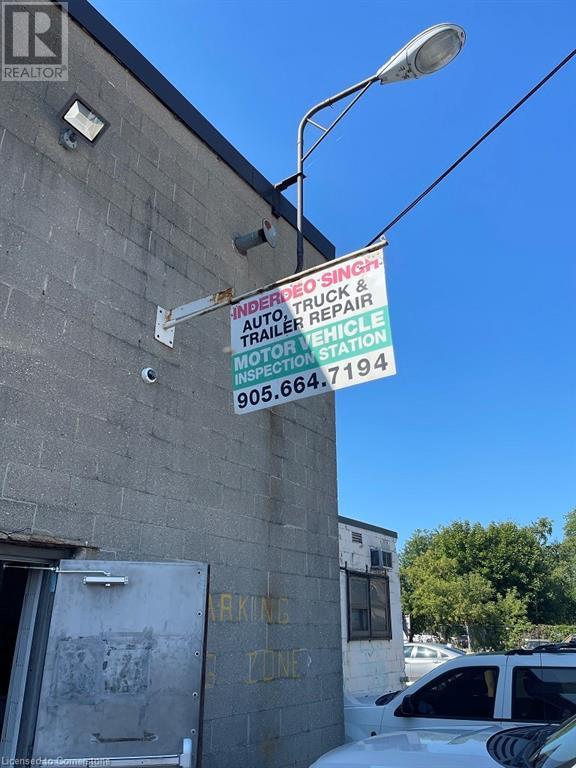 REALTOR®
INDERDEO SINGH
AUTO, TRUCK &
TRAILER REPAIR
MOTOR VEHICLE
INSPECTION STATION
905.664.7194
ARKING
ZONE
Licensed to Cornerstone